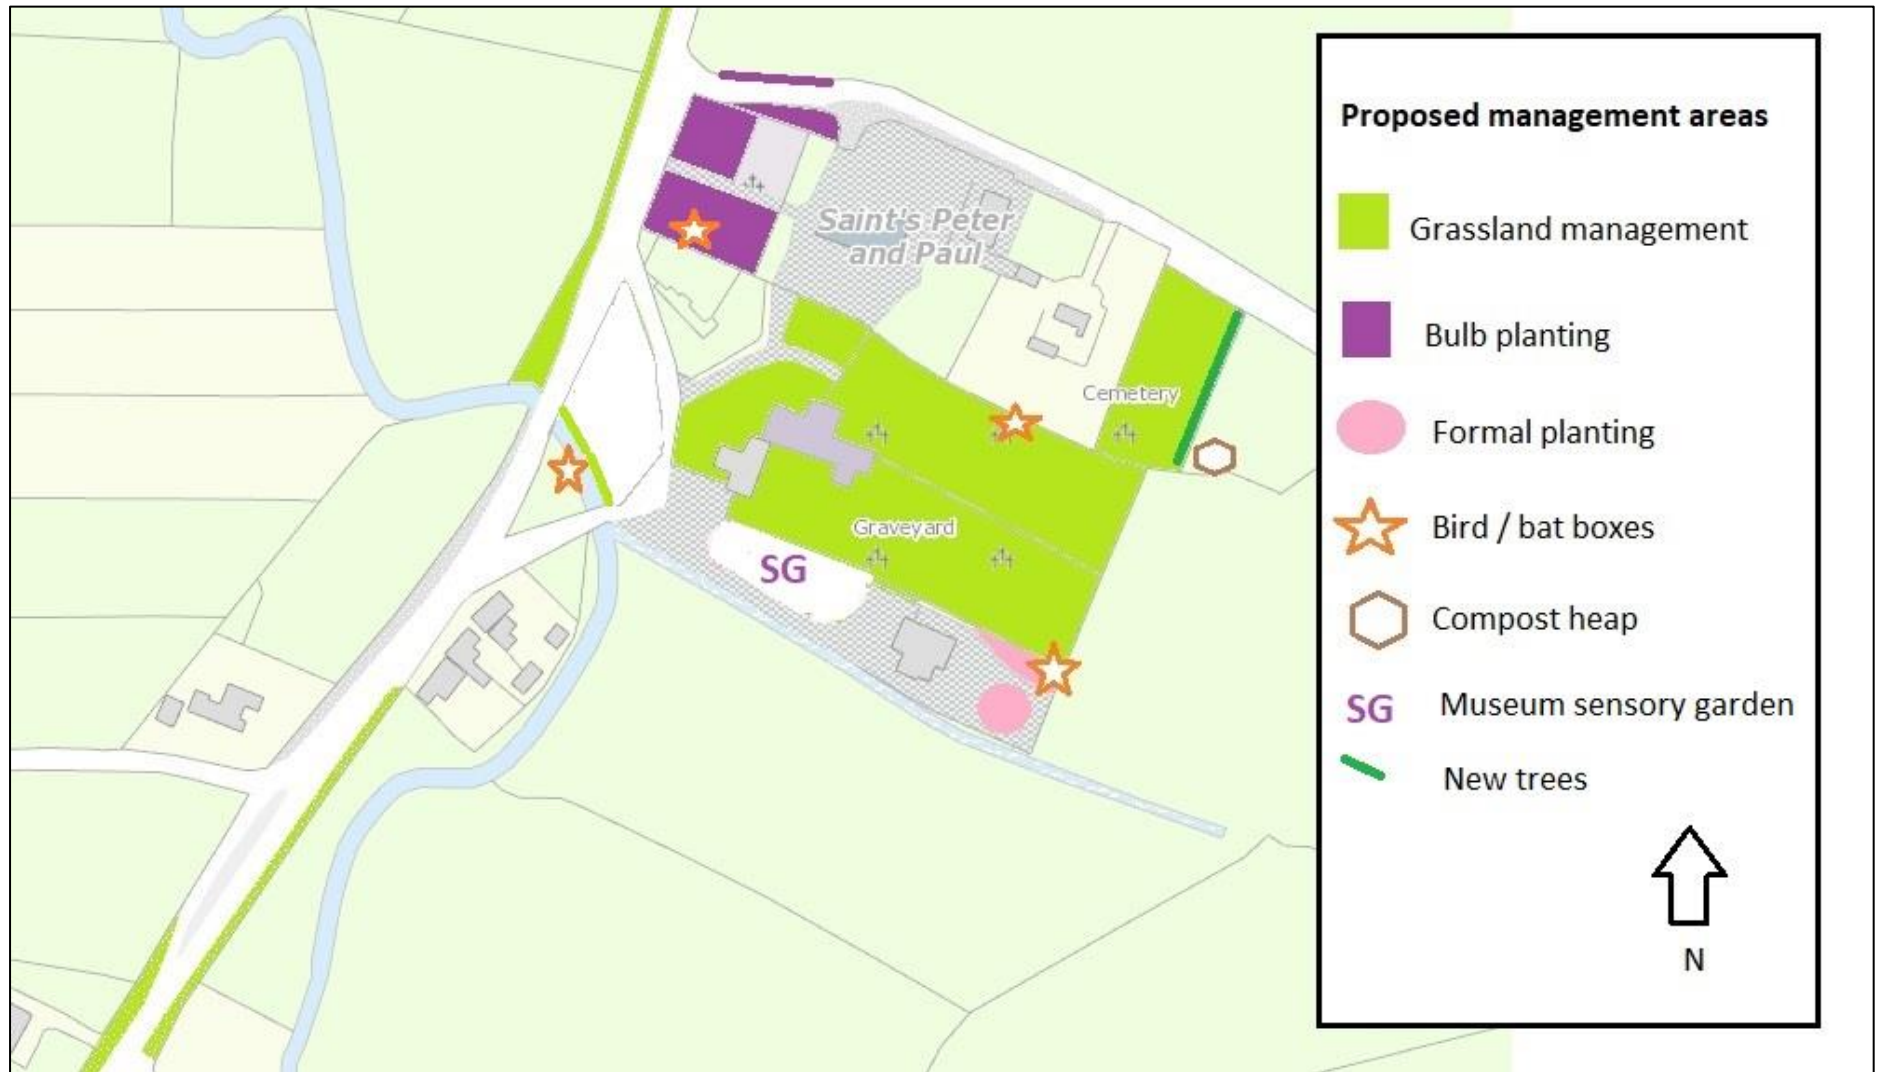 Saint's Peter
and Paul
Cemetery
Graveyard
SG
Proposed management areas
Grassland management
Bulb planting
Formal planting
Bird / bat boxes
Compost heap
SG Museum sensory garden
New trees
N